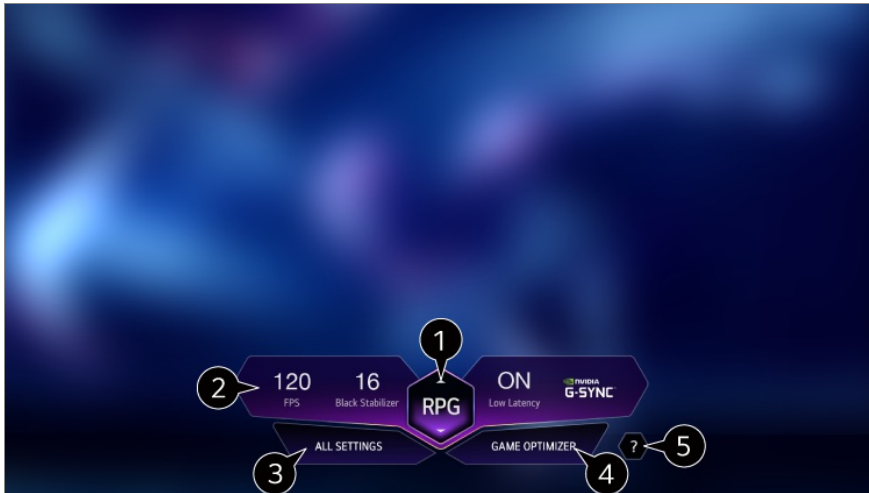 1
2
120
FPS
16
Black Stabilizer
RPG
ON
Low Latency
NVIDIA
G-SYNC
ALL SETTINGS
GAME OPTIMIZER
?
5
3
4